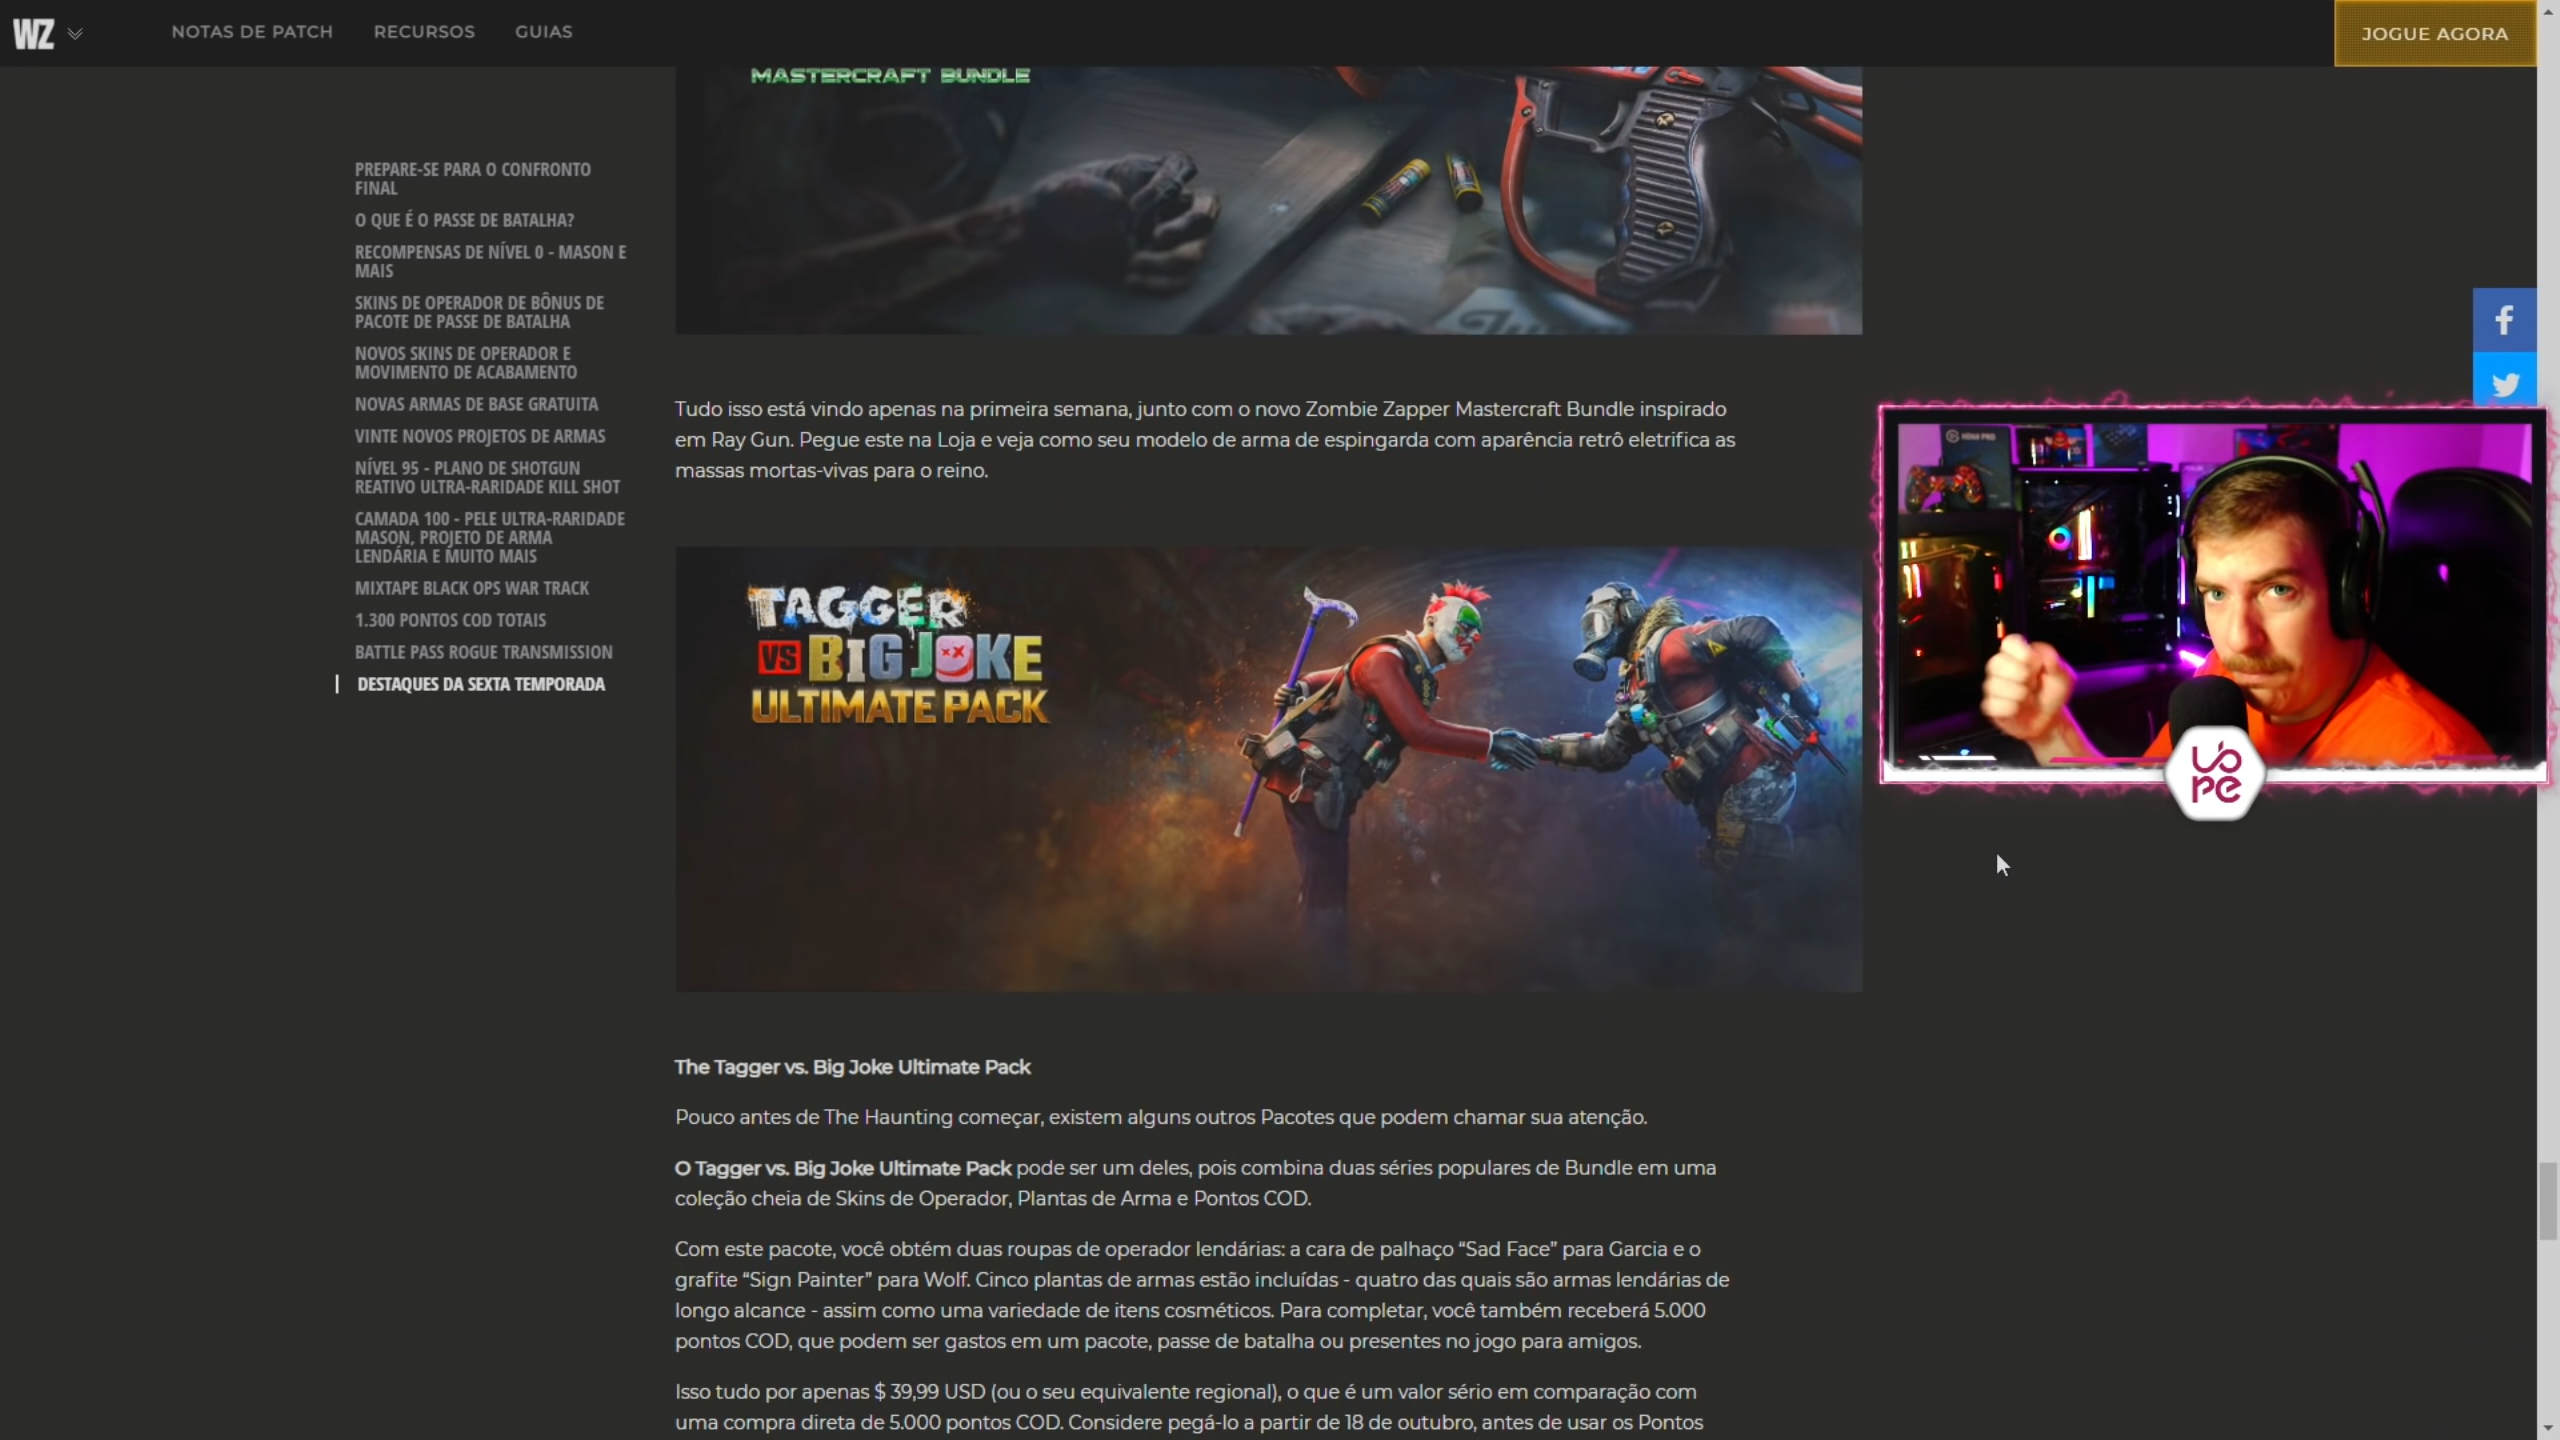 WZ
NOTAS DE PATCH
RECURSOS
GUIAS
JOGUE AGORA
MASTERCRAFT BUNDLE
PREPARE-SE PARA O CONFRONTO
FINAL
O QUE É O PASSE DE BATALHA?
RECOMPENSAS DE NÍVEL 0 - MASON E
MAIS
SKINS DE OPERADOR DE BÔNUS DE
PACOTE DE PASSE DE BATALHA
NOVOS SKINS DE OPERADOR E
MOVIMENTO DE ACABAMENTO
NOVAS ARMAS DE BASE GRATUITA
VINTE NOVOS PROJETOS DE ARMAS
NÍVEL 95 - PLANO DE SHOTGUN
REATIVO ULTRA-RARIDADE KILL SHOT
CAMADA 100 - PELE ULTRA-RARIDADE
MASON, PROJETO DE ARMA
LENDÁRIA E MUITO MAIS
MIXTAPE BLACK OPS WAR TRACK
1.300 PONTOS COD TOTAIS
BATTLE PASS ROGUE TRANSMISSION
DESTAQUES DA SEXTA TEMPORADA
Tudo isso está vindo apenas na primeira semana, junto com o novo Zombie Zapper Mastercraft Bundle inspirado
em Ray Gun. Pegue este na Loja e veja como seu modelo de arma de espingarda com aparência retrô eletrifica as
massas mortas-vivas para o reino.
TAGGER
VS BIG JOKE
ULTIMATE PACK
The Tagger vs. Big Joke Ultimate Pack
Pouco antes de The Haunting começar, existem alguns outros Pacotes que podem chamar sua atenção.
O Tagger vs. Big Joke Ultimate Pack pode ser um deles, pois combina duas séries populares de Bundle em uma
coleção cheia de Skins de Operador, Plantas de Arma e Pontos COD.
Com este pacote, você obtém duas roupas de operador lendárias: a cara de palhaço “Sad Face” para Garcia e o
grafite “Sign Painter” para Wolf. Cinco plantas de armas estão incluídas - quatro das quais são armas lendárias de
longo alcance - assim como uma variedade de itens cosméticos. Para completar, você também receberá 5.000
pontos COD, que podem ser gastos em um pacote, passe de batalha ou presentes no jogo para amigos.
Isso tudo por apenas $ 39,99 USD (ou o seu equivalente regional), o que é um valor sério em comparação com
uma compra direta de 5.000 pontos COD. Considere pegá-lo a partir de 18 de outubro, antes de usar os Pontos